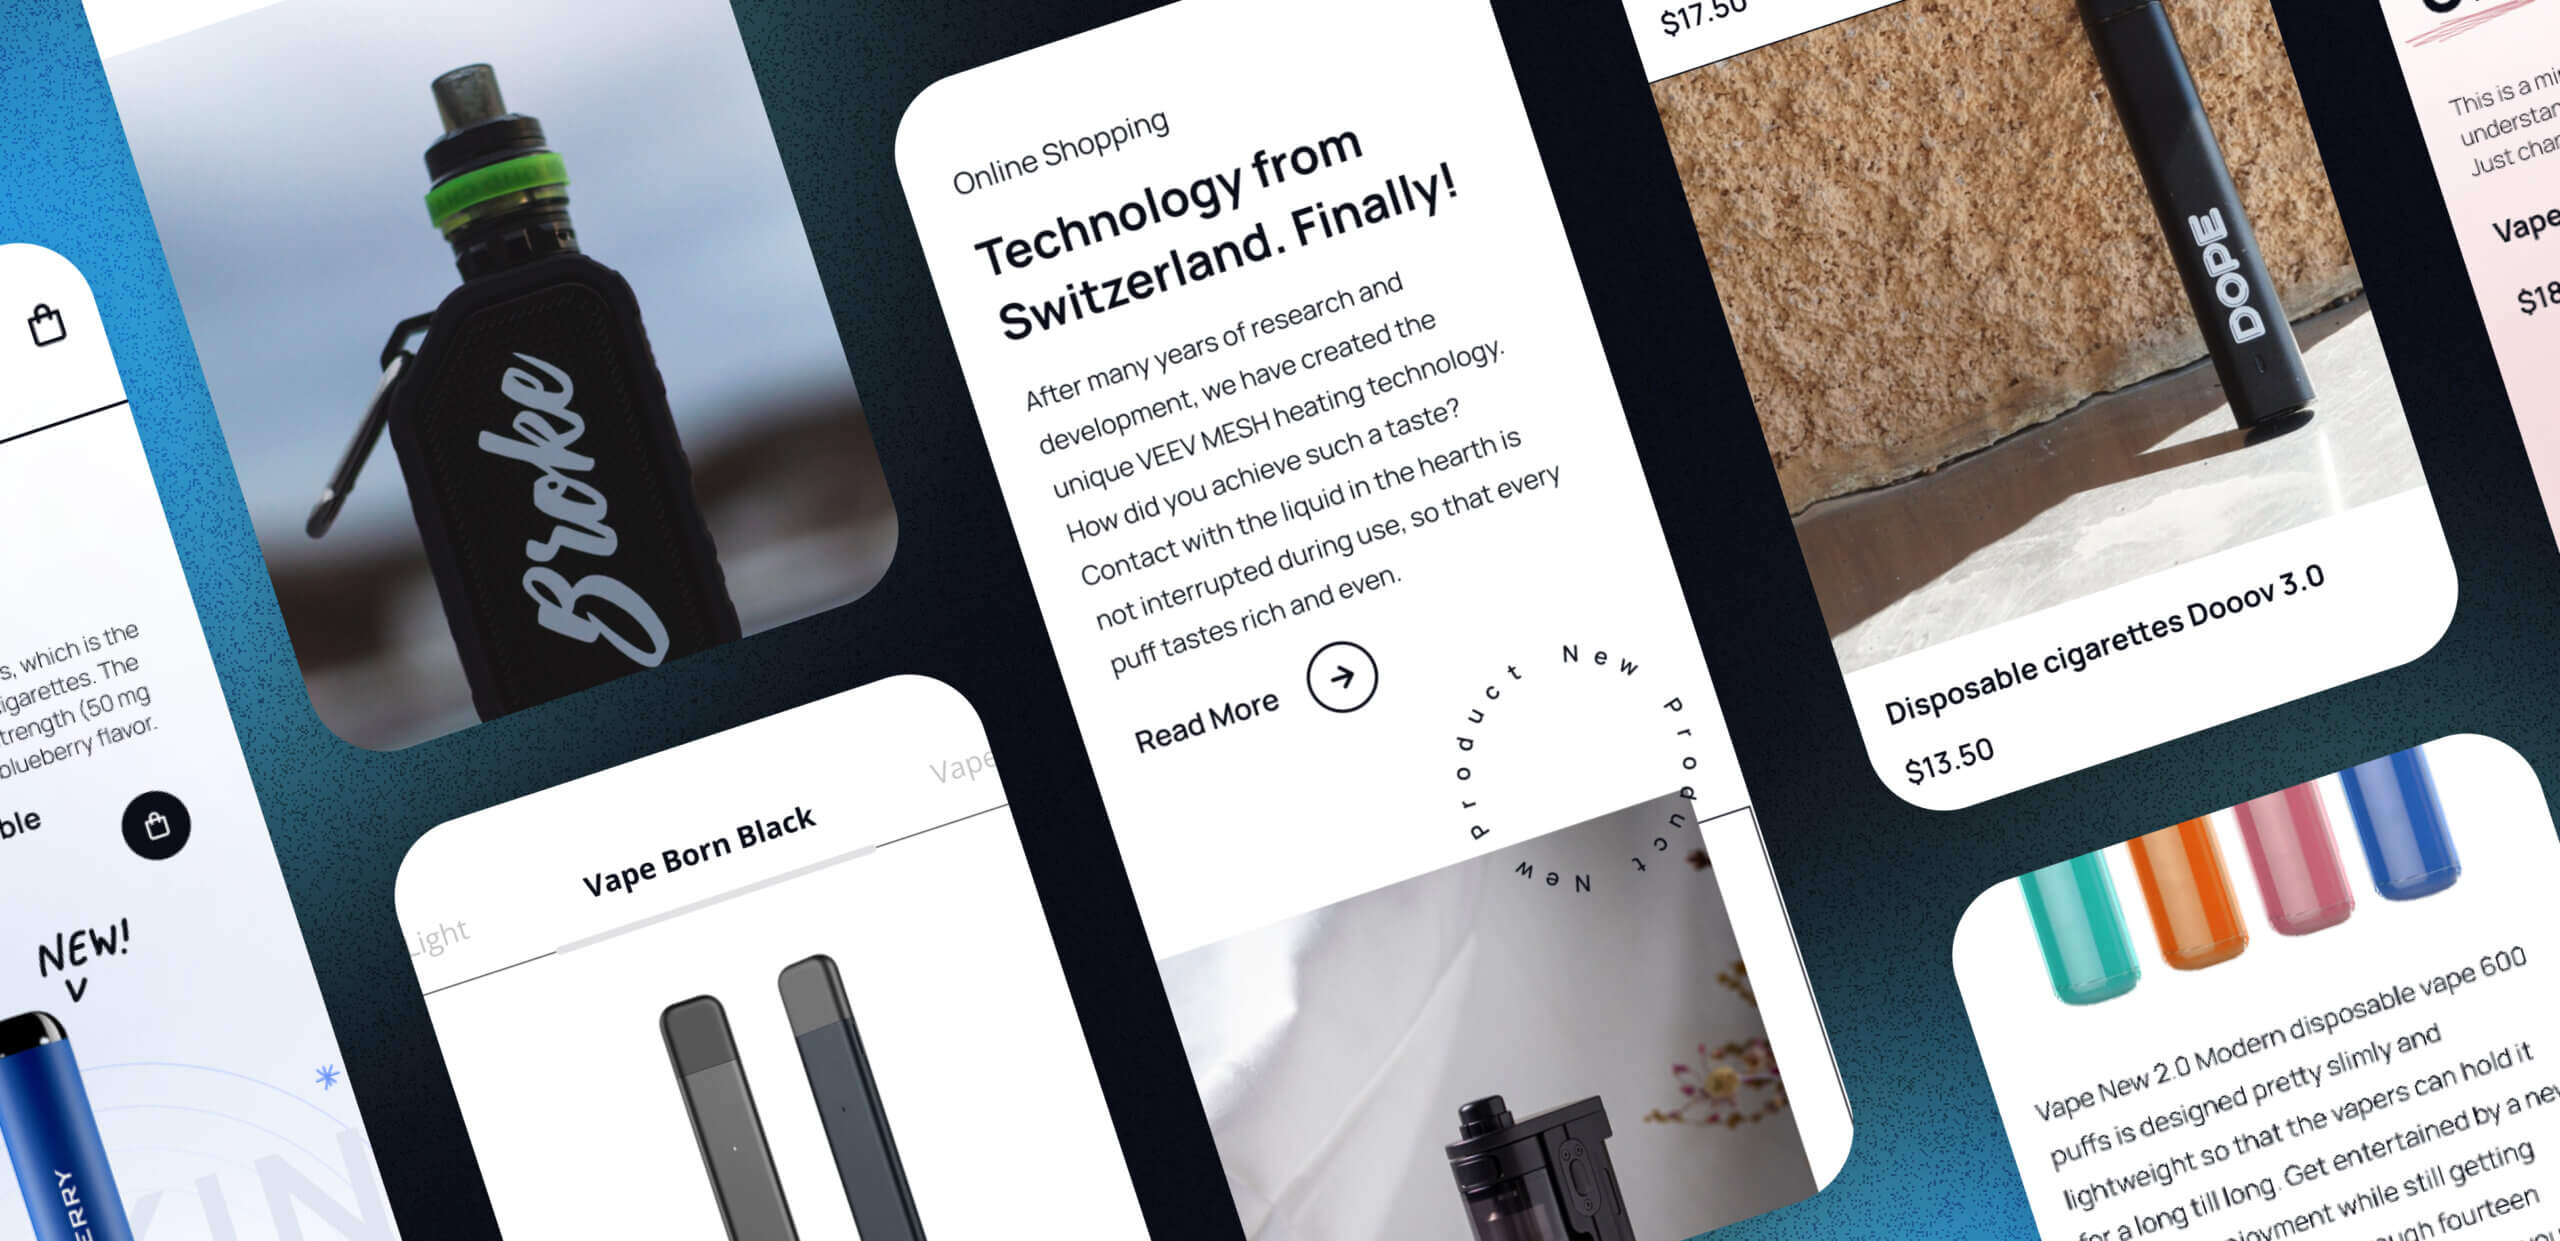 s, which is the
igarettes. The
trength (50 mg
blueberry flavor.
ble
NEW!
ERRY
KIN
Broke
Light
Vape Born Black
Vape
Online Shopping
Technology from
Switzerland. Finally!
After many years of research and
development, we have created the
unique VEEV MESH heating technology.
How did you achieve such a taste?
Contact with the liquid in the hearth is
not interrupted during use, so that every
puff tastes rich and even.
Read More
New Product New Product
$17.50
DOPE
Disposable cigarettes Dooov 3.0
$13.50
Vape New 2.0 Modern disposable vape 600
puffs is designed pretty slimly and
lightweight so that the vapers can hold it
for a long till long. Get entertained by a new
joyment while still getting
ugh fourteen
This is a mi
understan
Just char
Vape
$18